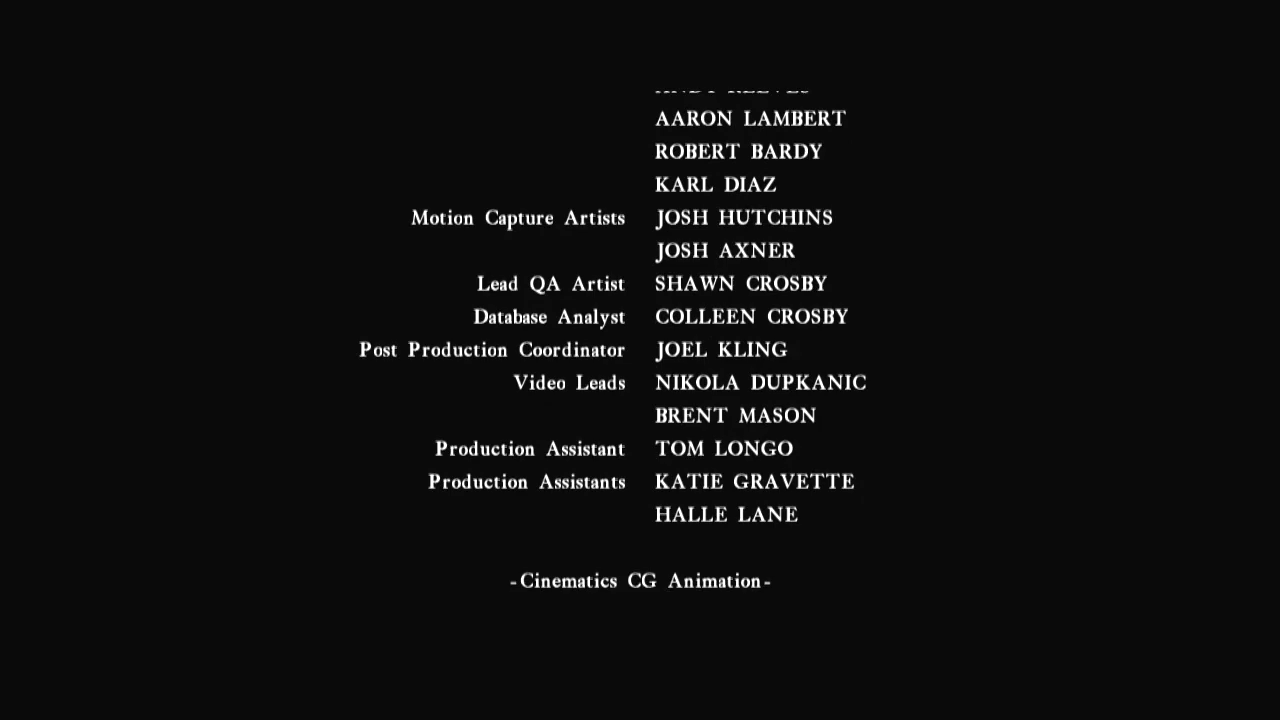 AARON LAMBERT
ROBERT BARDY
KARL DIAZ
Motion Capture Artists JOSH HUTCHINS
JOSH AXNER
Lead QA Artist SHAWN CROSBY
Database Analyst COLLEEN CROSBY
Post Production Coordinator JOEL KLING
Video Leads NIKOLA DUPKANIC
BRENT MASON
Production Assistant TOM LONGO
Production Assistants KATIE GRAVETTE
HALLE LANE
-Cinematics CG Animation-